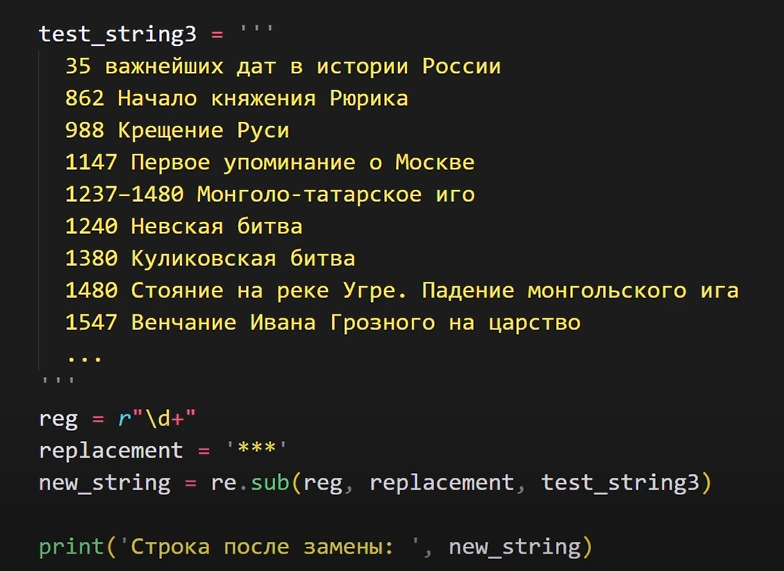 test_string3 = '''
35 важнейших дат в истории России
862 Начало княжения Рюрика
988 Крещение Руси
1147 Первое упоминание о Москве
1237–1480 Монголо-татарское иго
1240 Невская битва
1380 Куликовская битва
1480 Стояние на реке Угре. Падение монгольского ига
1547 Венчание Ивана Грозного на царство
...
'''
reg = r"\d+"
replacement = '***'
new_string = re.sub(reg, replacement, test_string3)
print('Строка после замены: ', new_string)